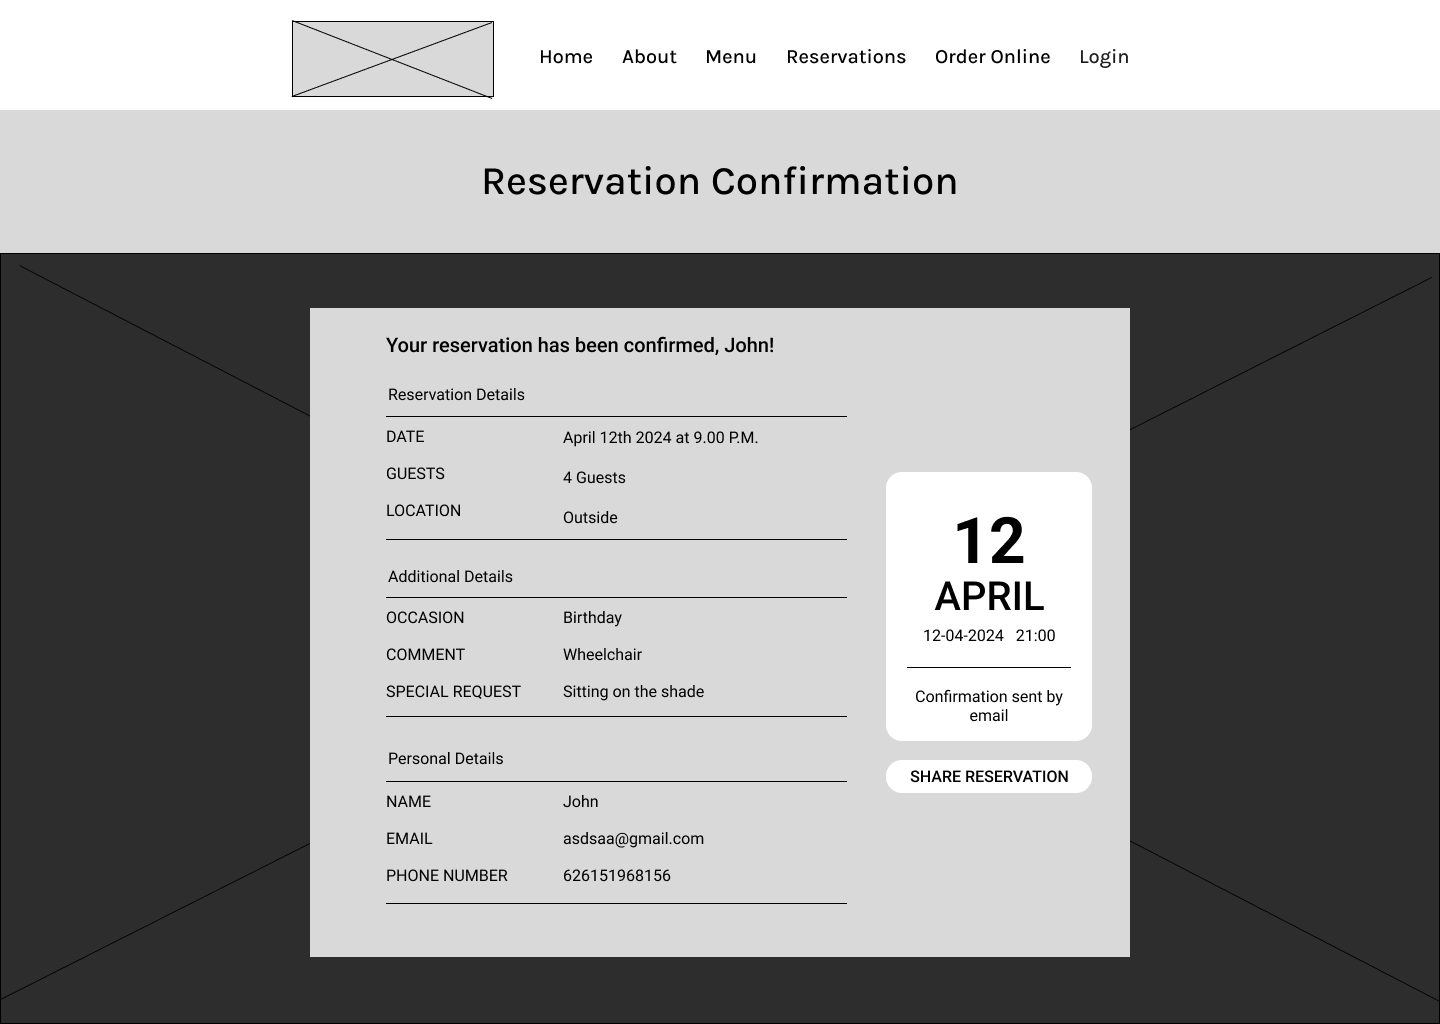 Home About Menu Reservations Order Online Login
Reservation Confirmation
Your reservation has been confirmed, John!
Reservation Details
DATE April 12th 2024 at 9.00 P.M.
GUESTS 4 Guests
LOCATION Outside
Additional Details
OCCASION Birthday
COMMENT Wheelchair
SPECIAL REQUEST Sitting on the shade
Personal Details
NAME John
EMAIL asdsaa@gmail.com
PHONE NUMBER 626151968156
12
APRIL
12-04-2024 21:00
Confirmation sent by
email
SHARE RESERVATION